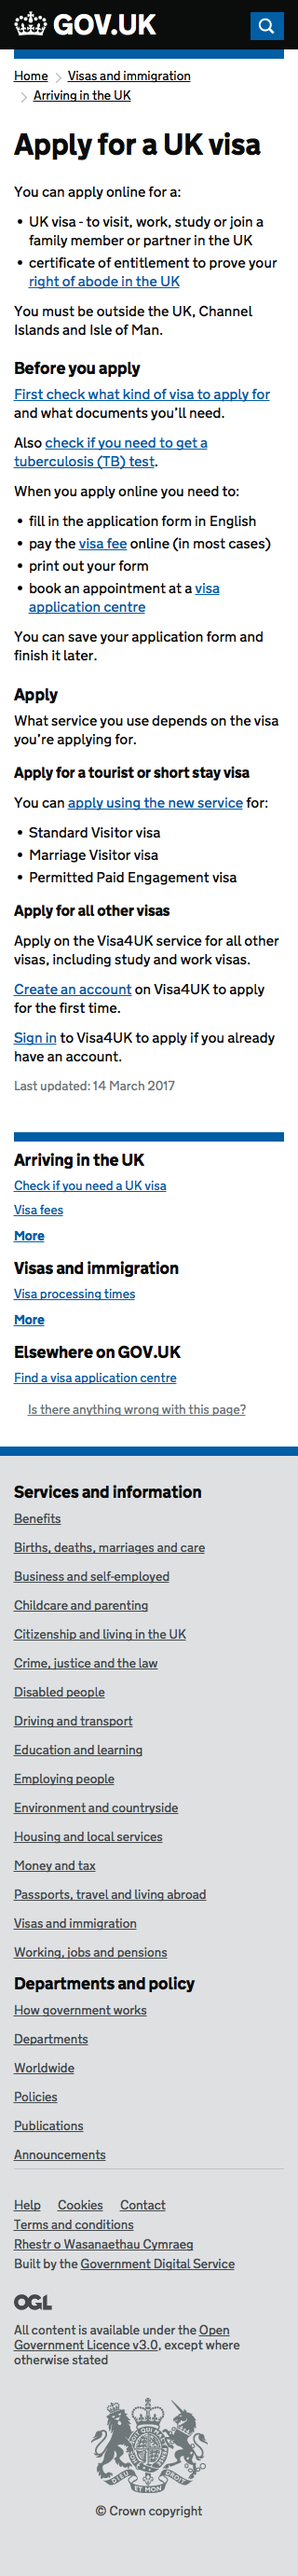 GOV.UK
Home > Visas and immigration
> Arriving in the UK
Apply for a UK visa
You can apply online for a:
• UK visa - to visit, work, study or join a
family member or partner in the UK
• certificate of entitlement to prove your
right of abode in the UK
You must be outside the UK, Channel
Islands and Isle of Man.
Before you apply
First check what kind of visa to apply for
and what documents you’ll need.
Also check if you need to get a
tuberculosis (TB) test.
When you apply online you need to:
• fill in the application form in English
• pay the visa fee online (in most cases)
• print out your form
• book an appointment at a visa
application centre
You can save your application form and
finish it later.
Apply
What service you use depends on the visa
you’re applying for.
Apply for a tourist or short stay visa
You can apply using the new service for:
• Standard Visitor visa
• Marriage Visitor visa
• Permitted Paid Engagement visa
Apply for all other visas
Apply on the Visa4UK service for all other
visas, including study and work visas.
Create an account on Visa4UK to apply
for the first time.
Sign in to Visa4UK to apply if you already
have an account.
Last updated: 14 March 2017
Arriving in the UK
Check if you need a UK visa
Visa fees
More
Visas and immigration
Visa processing times
More
Elsewhere on GOV.UK
Find a visa application centre
Is there anything wrong with this page?
Services and information
Benefits
Births, deaths, marriages and care
Business and self-employed
Childcare and parenting
Citizenship and living in the UK
Crime, justice and the law
Disabled people
Driving and transport
Education and learning
Employing people
Environment and countryside
Housing and local services
Money and tax
Passports, travel and living abroad
Visas and immigration
Working, jobs and pensions
Departments and policy
How government works
Departments
Worldwide
Policies
Publications
Announcements
Help Cookies Contact
Terms and conditions
Rhestr o Wasanaethau Cymraeg
Built by the Government Digital Service
OGL
All content is available under the Open
Government Licence v3.0, except where
otherwise stated
DIEU ET MON DROIT
© Crown copyright